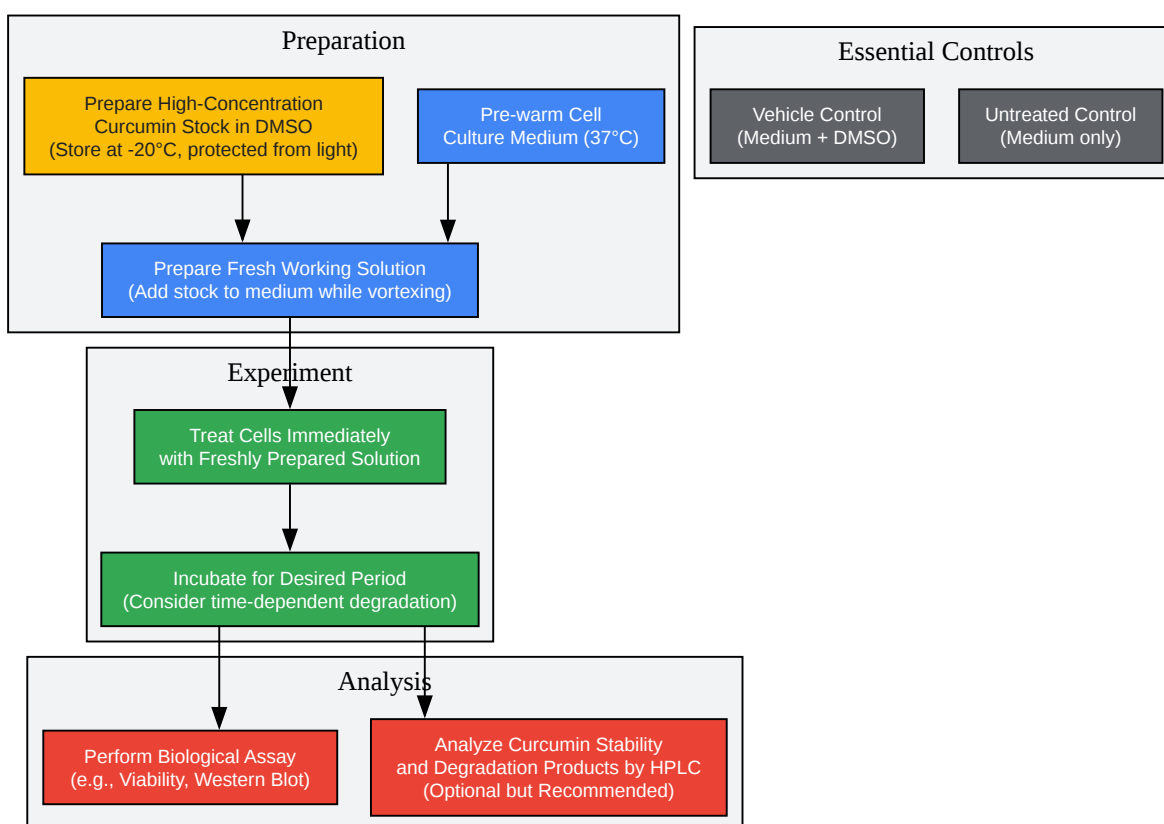 Preparation
Prepare High-Concentration
Curcumin Stock in DMSO
(Store at -20°C, protected from light)
Pre-warm Cell
Culture Medium (37°C)
Prepare Fresh Working Solution
(Add stock to medium while vortexing)
Essential Controls
Vehicle Control
(Medium + DMSO)
Untreated Control
(Medium only)
Experiment
Treat Cells Immediately
with Freshly Prepared Solution
Incubate for Desired Period
(Consider time-dependent degradation)
Analysis
Perform Biological Assay
(e.g., Viability, Western Blot)
Analyze Curcumin Stability
and Degradation Products by HPLC
(Optional but Recommended)